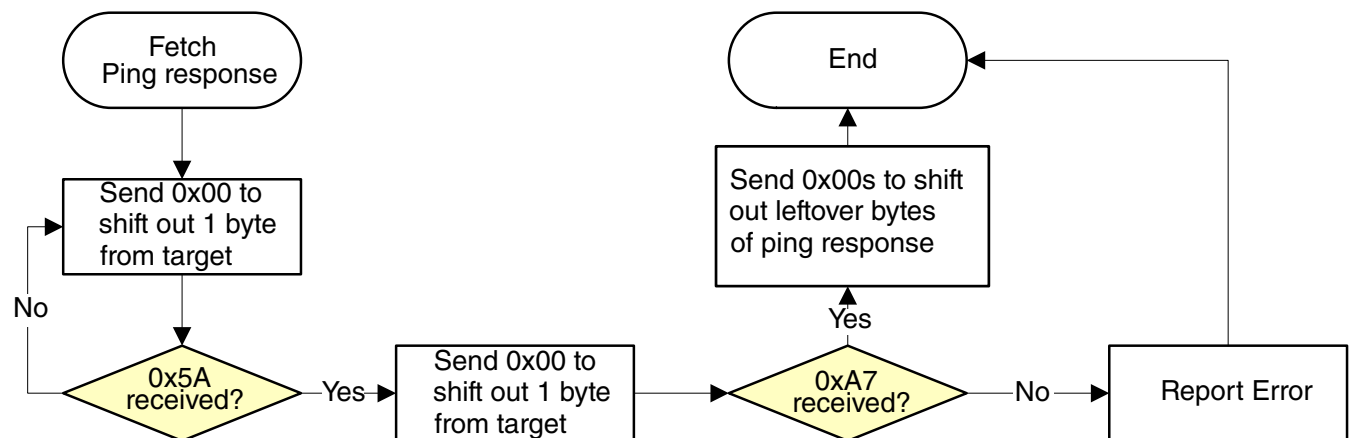 Fetch
Ping response
Send 0x00 to
shift out 1 byte
from target
No
0x5A
received?
Yes
Send 0x00 to
shift out 1 byte
from target
0xA7
received?
Yes
Send 0x00s to shift
out leftover bytes
of ping response
End
No
Report Error